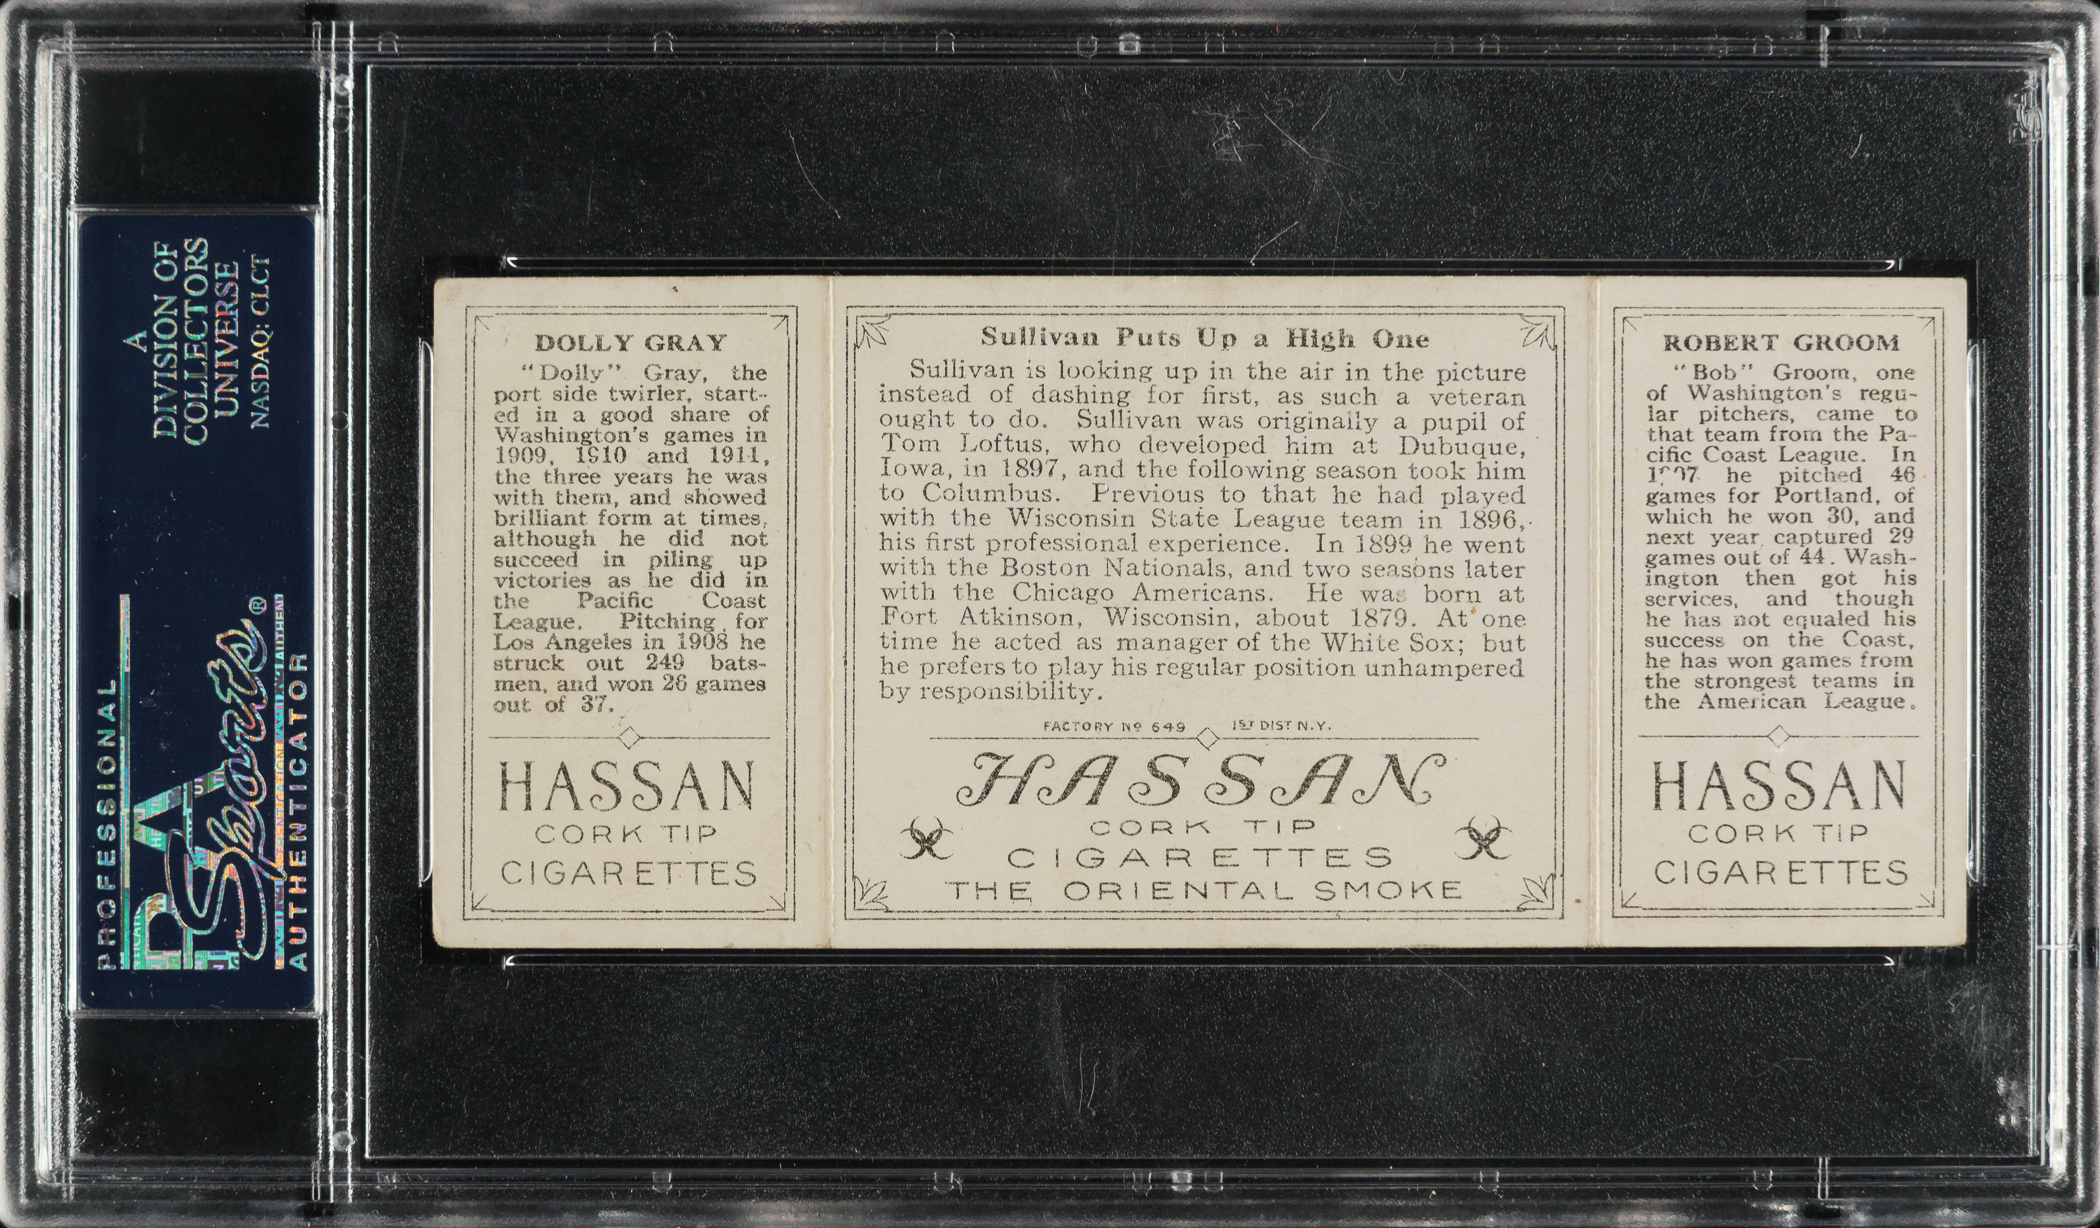 A
DIVISION OF
COLLECTORS
UNIVERSE
NASDAQ: CLCT
PROFESSIONAL
PSA
Sports®
AUTHENTICATOR
DOLLY GRAY
"Dolly" Gray, the
port side twirler, start-
ed in a good share of
Washington's games in
1909, 1910 and 1911,
the three years he was
with them, and showed
brilliant form at times,
although he did not
succeed in piling up
victories as he did in
the Pacific Coast
League. Pitching for
Los Angeles in 1908 he
struck out 249 bats-
men, and won 26 games
out of 37.
HASSAN
CORK TIP
CIGARETTES
Sullivan Puts Up a High One
Sullivan is looking up in the air in the picture
instead of dashing for first, as such a veteran
ought to do. Sullivan was originally a pupil of
Tom Loftus, who developed him at Dubuque,
Iowa, in 1897, and the following season took him
to Columbus. Previous to that he had played
with the Wisconsin State League team in 1896,
his first professional experience. In 1899 he went
with the Boston Nationals, and two seasons later
with the Chicago Americans. He was born at
Fort Atkinson, Wisconsin, about 1879. At one
time he acted as manager of the White Sox; but
he prefers to play his regular position unhampered
by responsibility.
FACTORY Nº 649 1ST DIST N.Y.
HASSAN
CORK TIP
CIGARETTES
THE ORIENTAL SMOKE
ROBERT GROOM
"Bob" Groom, one
of Washington's regu-
lar pitchers, came to
that team from the Pa-
cific Coast League. In
he pitched 46
games for Portland, of
which he won 30, and
next year captured 29
games out of 44. Wash-
ington then got his
services, and though
he has not equaled his
success on the Coast,
he has won games from
the strongest teams in
the American League.
HASSAN
CORK TIP
CIGARETTES